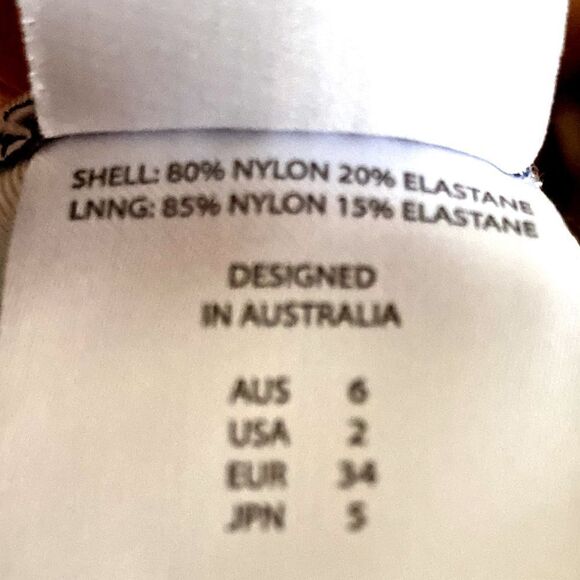 SHELL: 80% NYLON 20% ELASTANE
LNNG: 85% NYLON 15% ELASTANE
DESIGNED
IN AUSTRALIA
AUS 6
USA 2
EUR 34
JPN 5